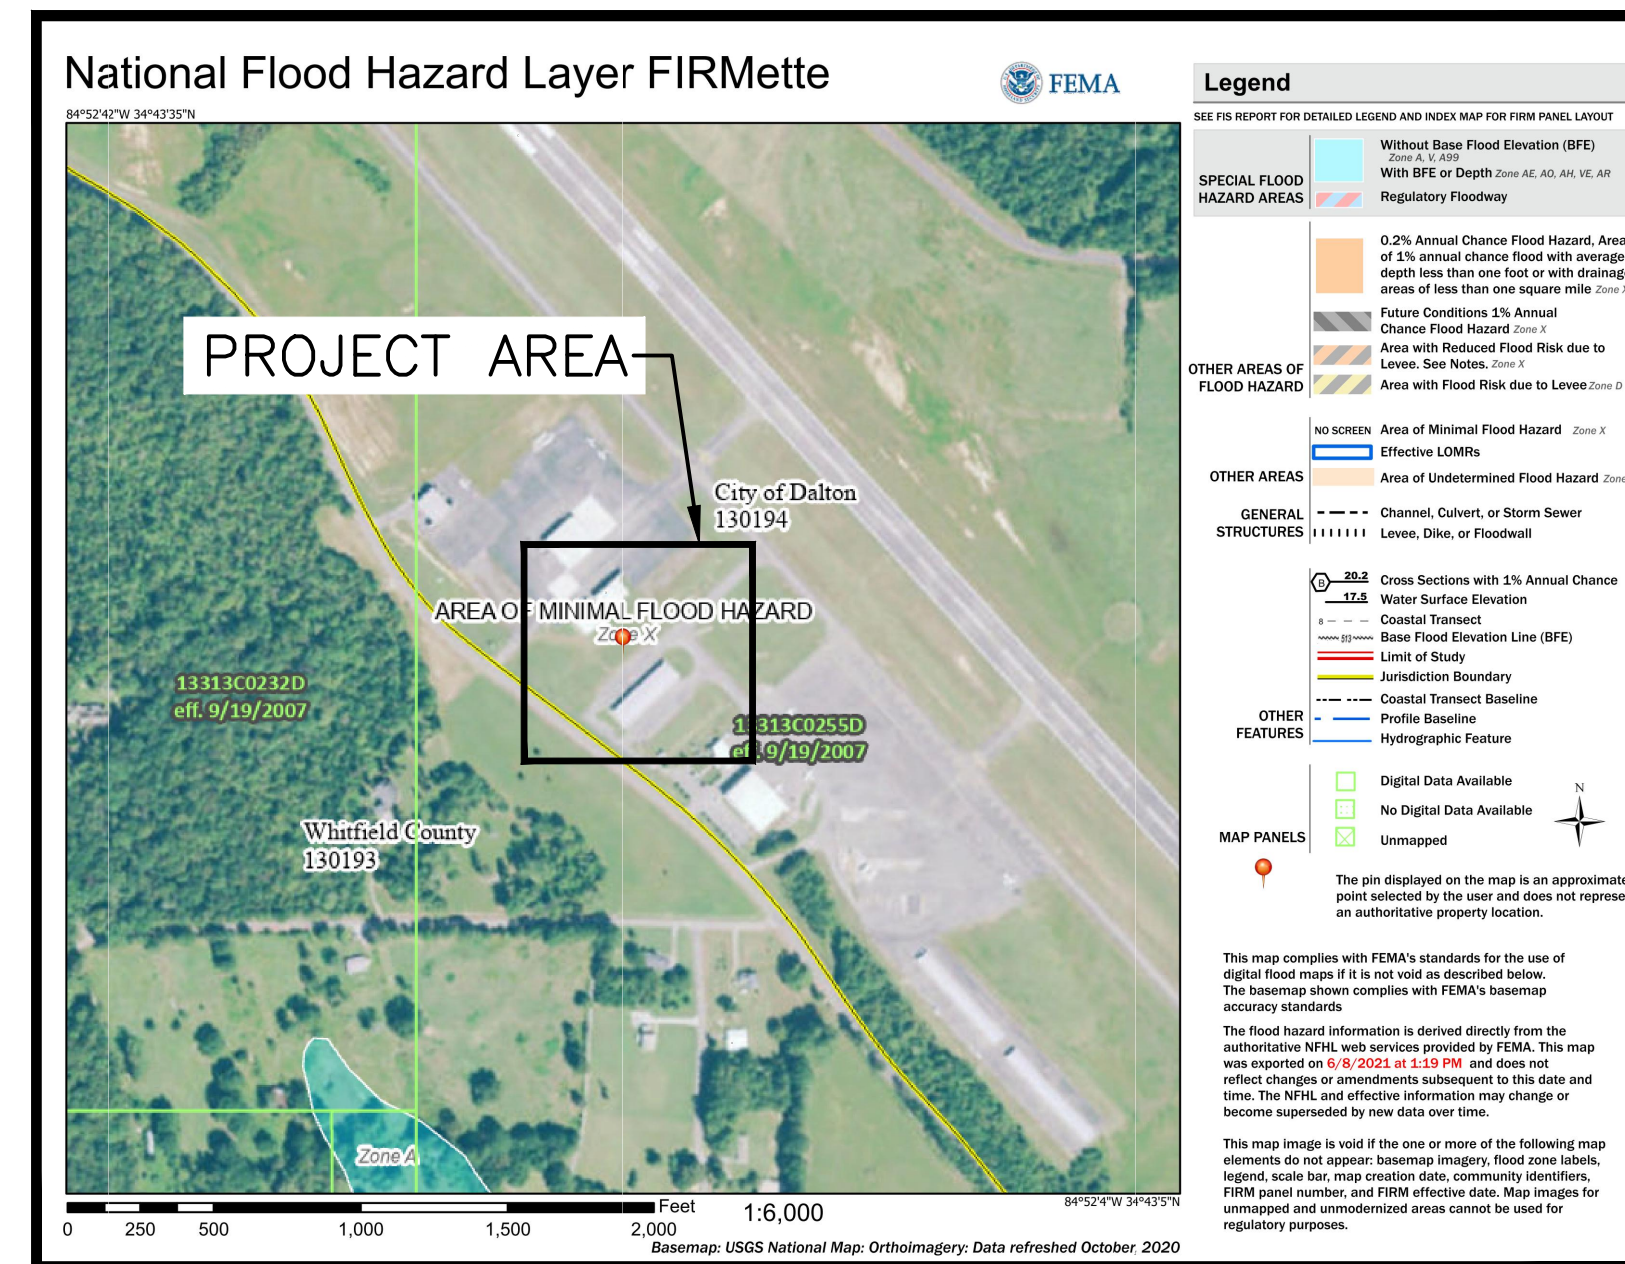 National Flood Hazard Layer FIRMette
FEMA
84°52'42"W 34°43'35"N
PROJECT AREA
City of Dalton
130194
AREA OF MINIMAL FLOOD HAZARD
Zone X
13313C0232D
eff. 9/19/2007
13313C0255D
eff. 9/19/2007
Whitfield County
130193
Zone A
84°52'4"W 34°43'5"N
Feet
0 250 500 1,000 1,500 2,000
1:6,000
Basemap: USGS National Map: Orthoimagery: Data refreshed October, 2020
Legend
SEE FIS REPORT FOR DETAILED LEGEND AND INDEX MAP FOR FIRM PANEL LAYOUT
SPECIAL FLOOD
HAZARD AREAS
Without Base Flood Elevation (BFE)
Zone A, V, A99
With BFE or Depth Zone AE, AO, AH, VE, AR
Regulatory Floodway
OTHER AREAS OF
FLOOD HAZARD
0.2% Annual Chance Flood Hazard, Area
of 1% annual chance flood with average
depth less than one foot or with drainag
areas of less than one square mile Zone X
Future Conditions 1% Annual
Chance Flood Hazard Zone X
Area with Reduced Flood Risk due to
Levee. See Notes. Zone X
Area with Flood Risk due to Levee Zone D
OTHER AREAS
NO SCREEN Area of Minimal Flood Hazard Zone X
Effective LOMRs
Area of Undetermined Flood Hazard Zone
GENERAL
STRUCTURES
Channel, Culvert, or Storm Sewer
Levee, Dike, or Floodwall
OTHER
FEATURES
B 20.2 Cross Sections with 1% Annual Chance
17.5 Water Surface Elevation
8 Coastal Transect
513 Base Flood Elevation Line (BFE)
Limit of Study
Jurisdiction Boundary
Coastal Transect Baseline
Profile Baseline
Hydrographic Feature
MAP PANELS
Digital Data Available
No Digital Data Available
Unmapped
N
The pin displayed on the map is an approximate
point selected by the user and does not represe
an authoritative property location.
This map complies with FEMA's standards for the use of
digital flood maps if it is not void as described below.
The basemap shown complies with FEMA's basemap
accuracy standards
The flood hazard information is derived directly from the
authoritative NFHL web services provided by FEMA. This map
was exported on 6/8/2021 at 1:19 PM and does not
reflect changes or amendments subsequent to this date and
time. The NFHL and effective information may change or
become superseded by new data over time.
This map image is void if the one or more of the following map
elements do not appear: basemap imagery, flood zone labels,
legend, scale bar, map creation date, community identifiers,
FIRM panel number, and FIRM effective date. Map images for
unmapped and unmodernized areas cannot be used for
regulatory purposes.